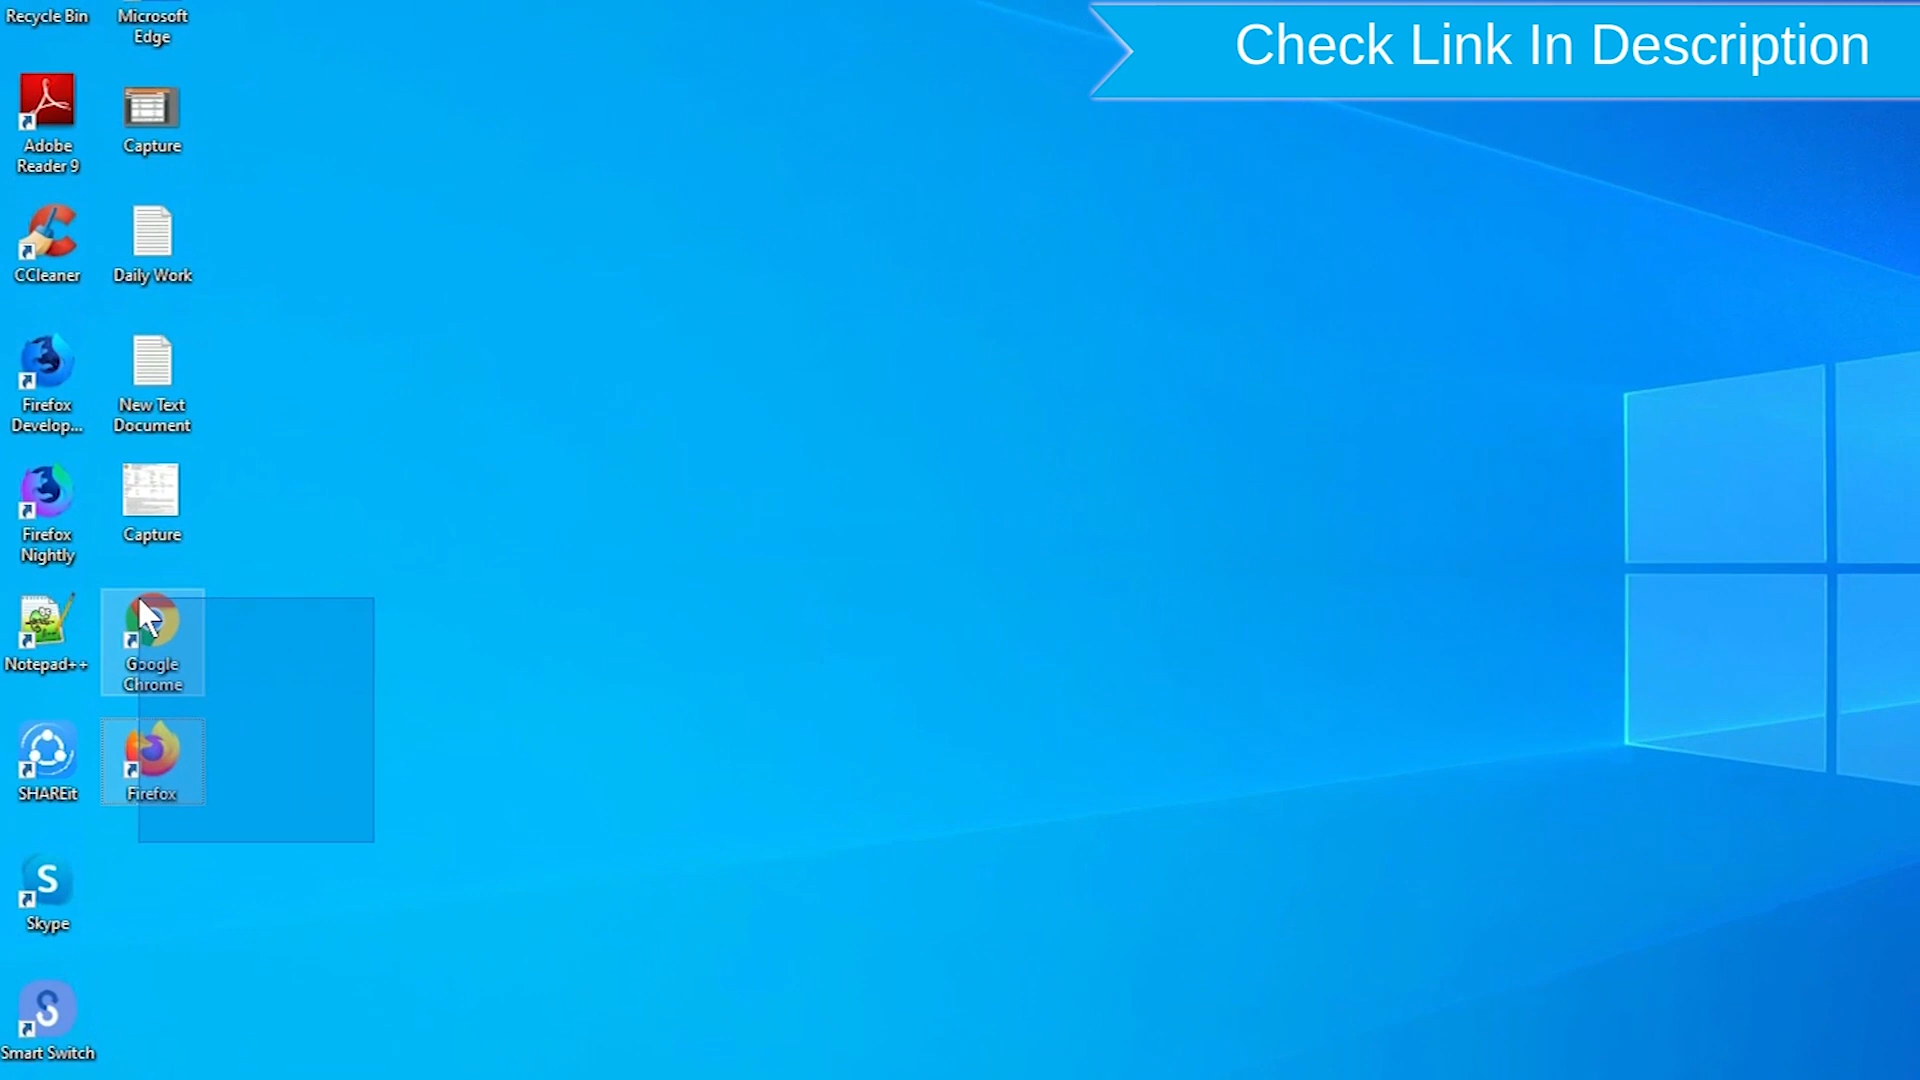 Recycle Bin
Microsoft
Edge
Check Link In Description
Adobe
Reader 9
Capture
CCleaner
Daily Work
Firefox
Develop...
New Text
Document
Firefox
Nightly
Capture
Notepad++
Google
Chrome
SHAREit
Firefox
Skype
Smart Switch